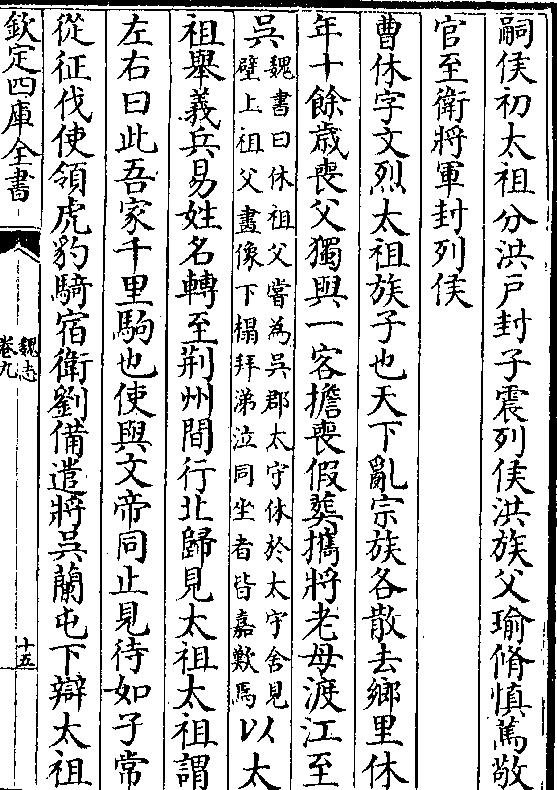 嗣侯初太祖分洪戸封子震列侯洪族父瑜脩慎篤敬
官至衛將軍封列侯
曹休字文烈太祖族子也天下亂宗族各散去鄉里休
年十餘歳喪父獨與一客擔喪假葬攜將老母渡江至
吳魏書曰休祖父嘗為吳郡太守休於太守舍見
壁上祖父畫像下榻拜涕泣同坐者皆嘉歎焉以太
祖舉義兵易姓名轉至荆州間行北歸見太祖太祖謂
左右曰此吾家千里駒也使與文帝同止見待如子常
從征伐使領虎豹騎宿衛劉備遣將吳蘭屯下辯太祖
欽定四庫全書
魏志
卷九
十五